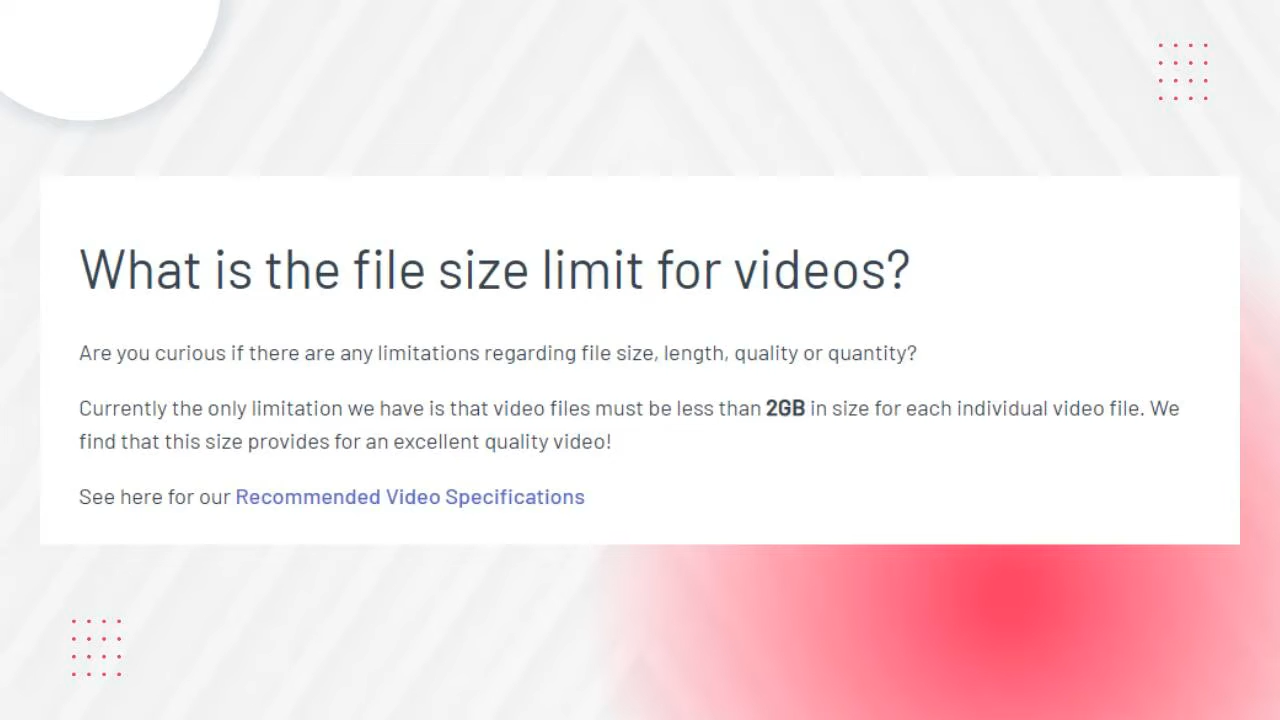 What is the file size limit for videos?
Are you curious if there are any limitations regarding file size, length, quality or quantity?
Currently the only limitation we have is that video files must be less than 2GB in size for each individual video file. We
find that this size provides for an excellent quality video!
See here for our Recommended Video Specifications